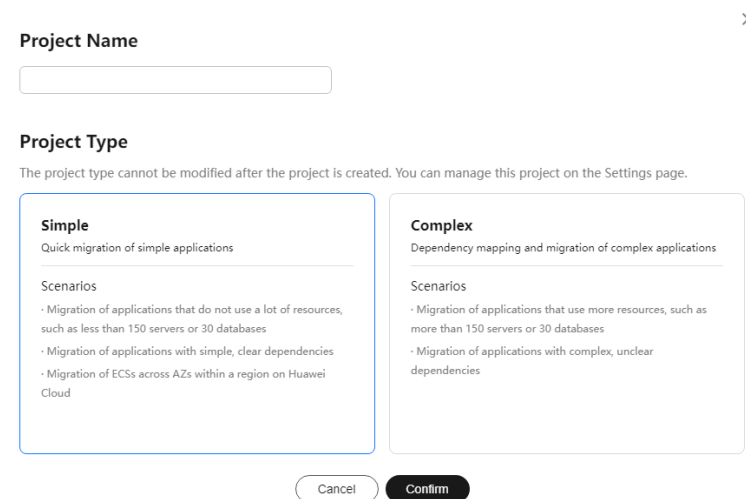 Project Name
Project Type
The project type cannot be modified after the project is created. You can manage this project on the Settings page.
Simple
Quick migration of simple applications
Scenarios
· Migration of applications that do not use a lot of resources,
such as less than 150 servers or 30 databases
· Migration of applications with simple, clear dependencies
· Migration of ECSs across AZs within a region on Huawei
Cloud
Complex
Dependency mapping and migration of complex applications
Scenarios
· Migration of applications that use more resources, such as
more than 150 servers or 30 databases
· Migration of applications with complex, unclear
dependencies
Cancel
Confirm